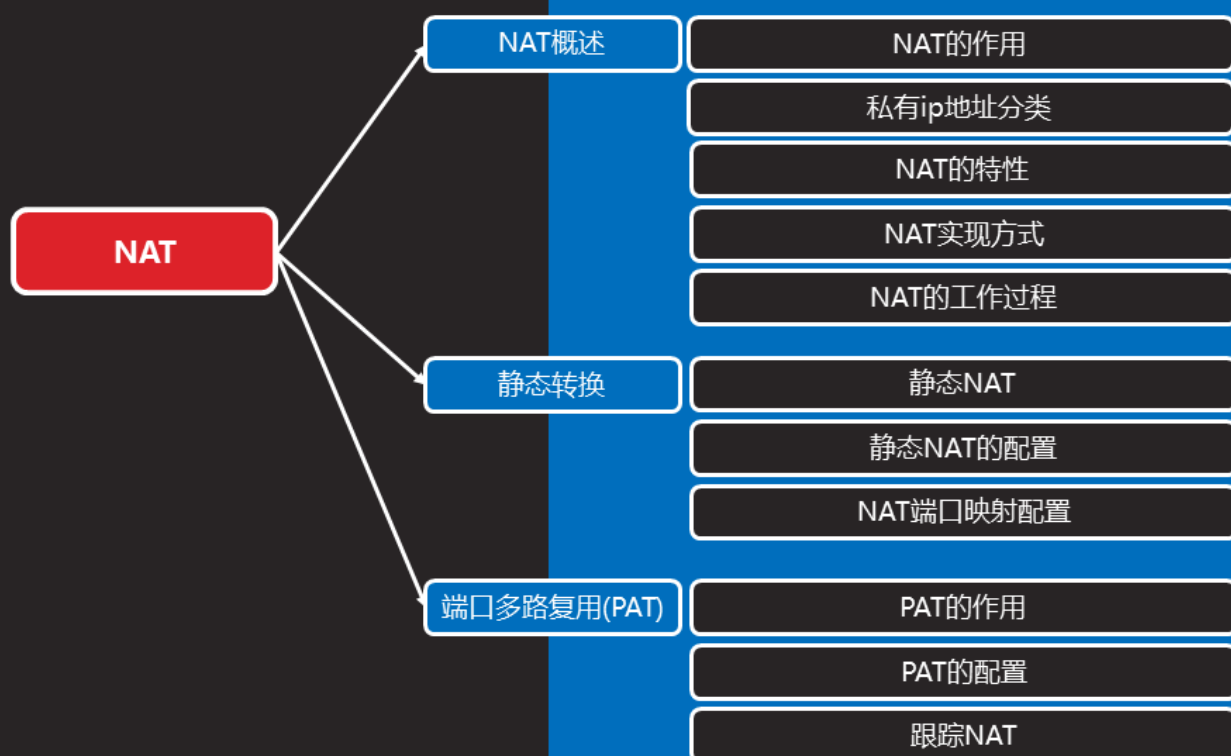 NAT
NAT概述
NAT的作用
私有ip地址分类
NAT的特性
NAT实现方式
NAT的工作过程
静态转换
静态NAT
静态NAT的配置
NAT端口映射配置
端口多路复用(PAT)
PAT的作用
PAT的配置
跟踪NAT